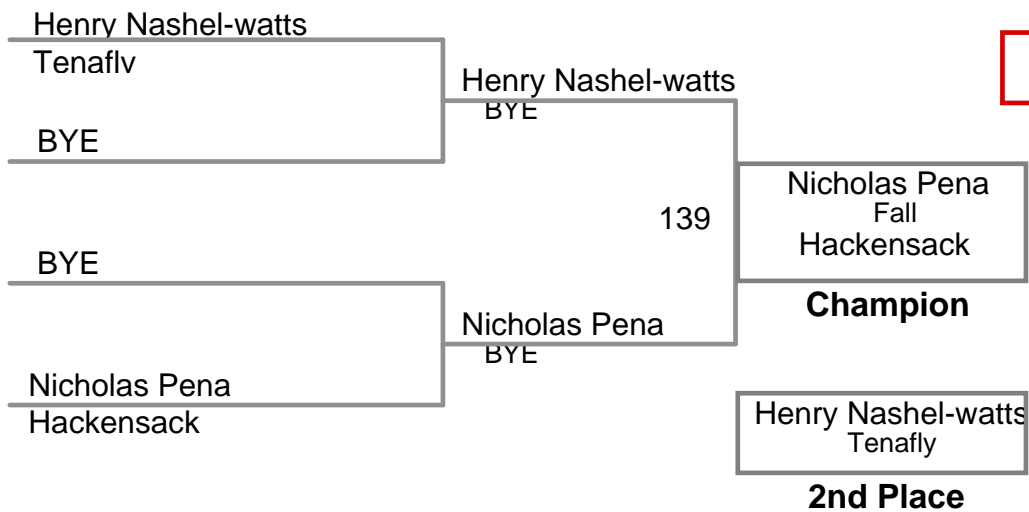 Henry Nashel-watts
Tenafly
BYE
BYE
Nicholas Pena
Hackensack
Henry Nashel-watts
BYE
Nicholas Pena
BYE
139
Nicholas Pena
Fall
Hackensack
Champion
Henry Nashel-watts
Tenafly
2nd Place